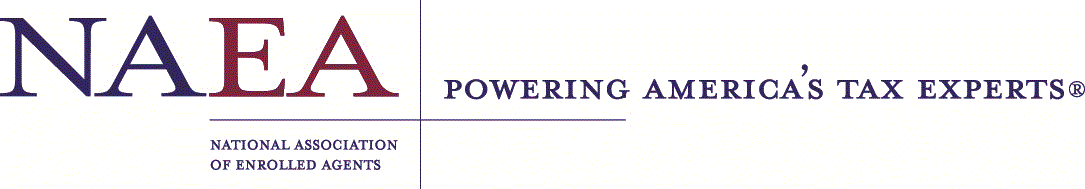 NAEA
POWERING AMERICA'S TAX EXPERTS®
NATIONAL ASSOCIATION
OF ENROLLED AGENTS